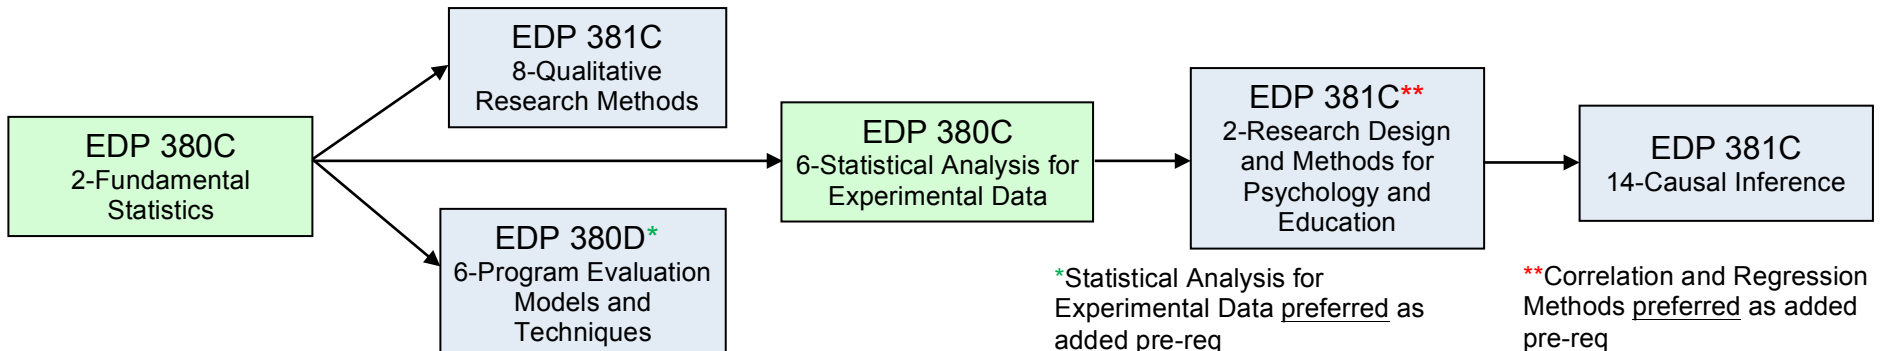 EDP 380C
2-Fundamental
Statistics
EDP 381C
8-Qualitative
Research Methods
EDP 380D*
6-Program Evaluation
Models and
Techniques
EDP 380C
6-Statistical Analysis for
Experimental Data
EDP 381C**
2-Research Design
and Methods for
Psychology and
Education
EDP 381C
14-Causal Inference
*Statistical Analysis for
Experimental Data preferred as
added pre-req
**Correlation and Regression
Methods preferred as added
pre-req